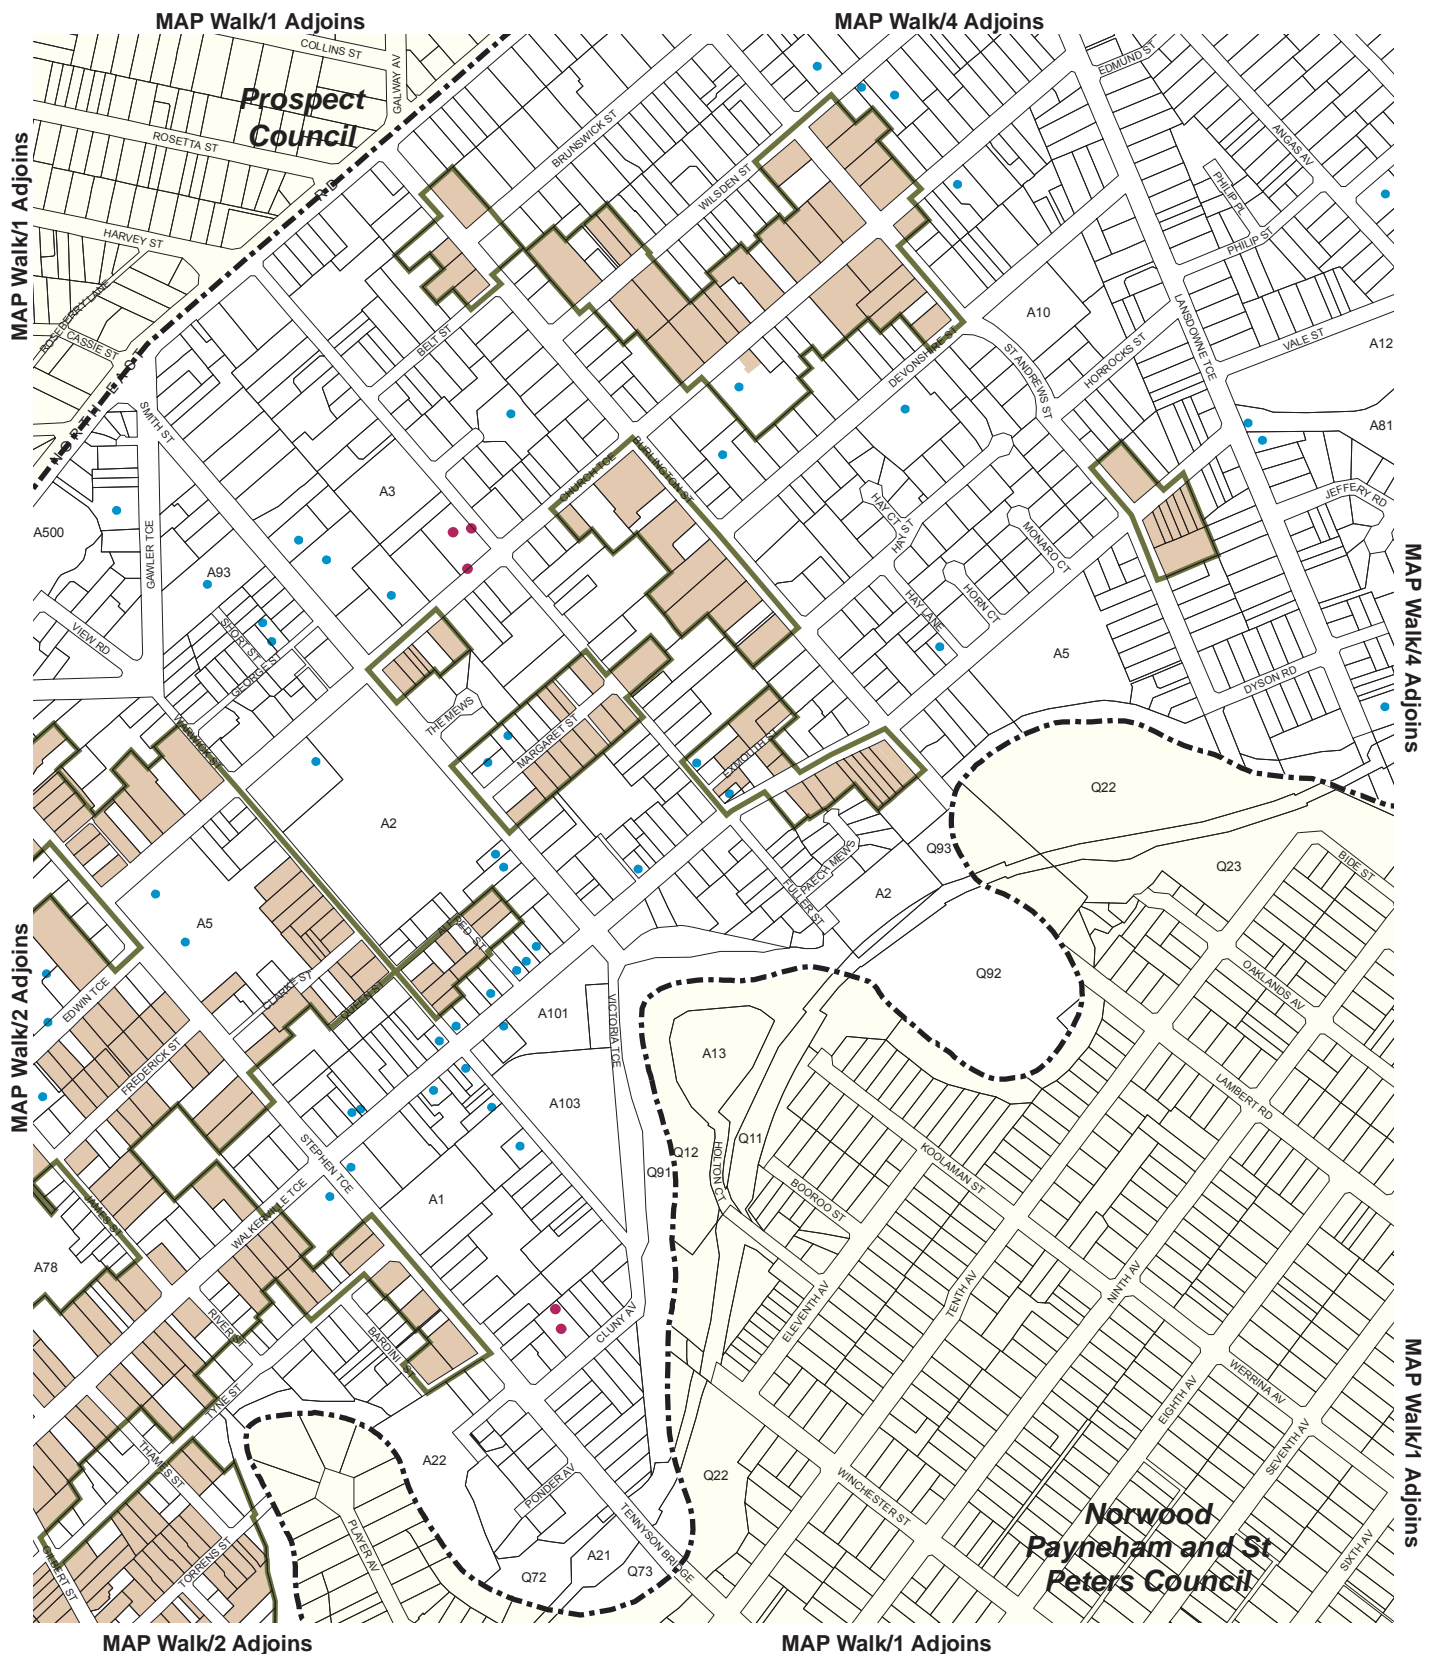 MAP Walk/1 Adjoins
MAP Walk/4 Adjoins
COLLINS ST
GALWAY AV
EDMUND ST
Prospect
Council
ROSETTA ST
BRUNSWICK ST
ANGAS AV
MAP Walk/1 Adjoins
WILSDEN ST
PHILIP PL
RD
HARVEY ST
PHILIP ST
ROSEBERRY LANE
CASSIE ST
BELT ST
A10
LANSDOWNE TCE
VALE ST
A12
DEVONSHIRE ST
ST ANDREWS ST
HORROCKS ST
NORTH EAST
SMITH ST
A81
BURLINGTON ST
CHURCH TCE
A3
HAY CT
JEFFERY RD
A500
GAWLER TCE
HAY ST
MONARO CT
A93
HAY LANE
HORN CT
MAP Walk/4 Adjoins
VIEW RD
SHORT ST
GEORGE ST
A5
DYSON RD
THE MEWS
WARWICK ST
MARGARET ST
EXMOUTH ST
Q22
A2
Q93
PAECH MEWS
FULLER ST
BIDE ST
Q23
A2
A5
ALFRED ST
MAP Walk/2 Adjoins
EDWIN TCE
CLARKE ST
QUEEN ST
Q92
OAKLANDS AV
A101
VICTORIA TCE
FREDERICK ST
A13
A103
LAMBERT RD
Q11
Q12
STEPHEN TCE
HOLTON CT
KOOLAMAN ST
Q91
BOOROO ST
JAMES ST
WALKERVILLE TCE
A1
A78
ELEVENTH AV
TENTH AV
NINTH AV
RIVER ST
BARDINI ST
CLUNY AV
MAP Walk/1 Adjoins
TYNE ST
EIGHTH AV
WERRINA AV
SEVENTH AV
THAMES ST
A22
PONDER AV
Q22
WINCHESTER ST
PLAYER AV
TENNYSON BRIDGE
Norwood
Payneham and St
Peters Council
GILBERT ST
TORRENS ST
A21
Q72
Q73
SIXTH AV
MAP Walk/2 Adjoins
MAP Walk/1 Adjoins